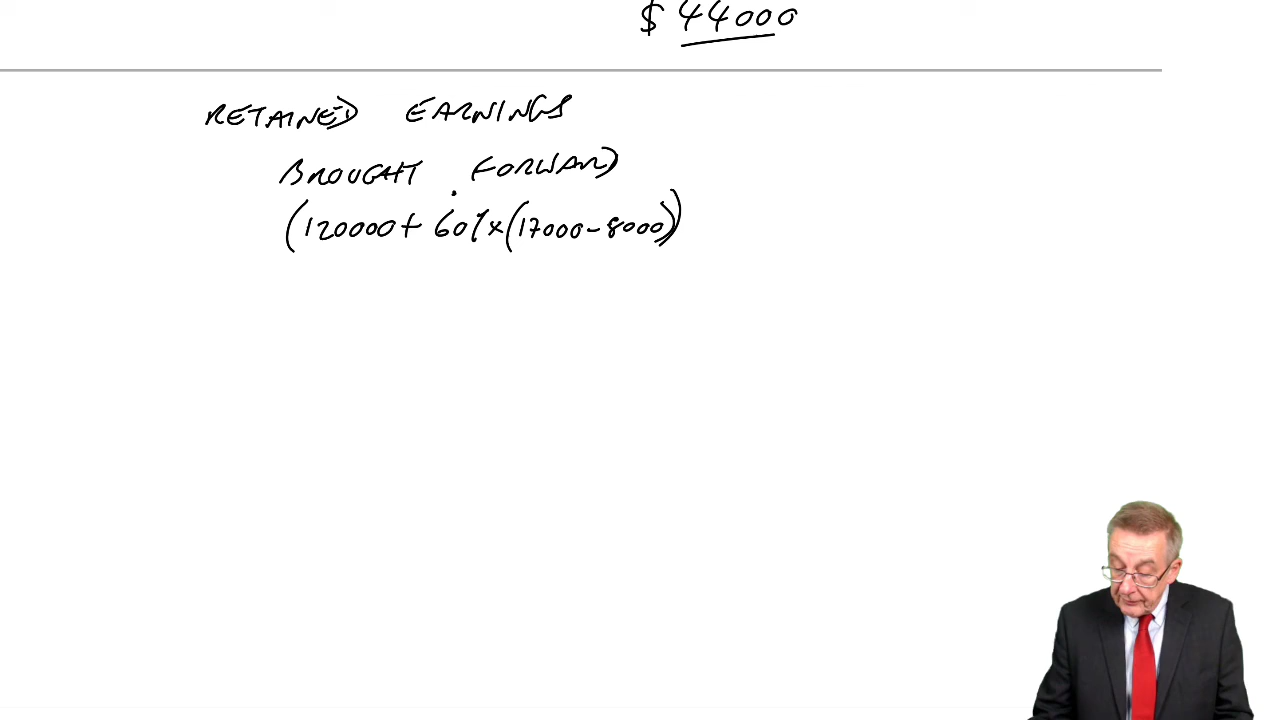 $ 44000
RETAINED EARNINGS
BROUGHT FORWARD
(120000 + 60% × (17000 - 8000))